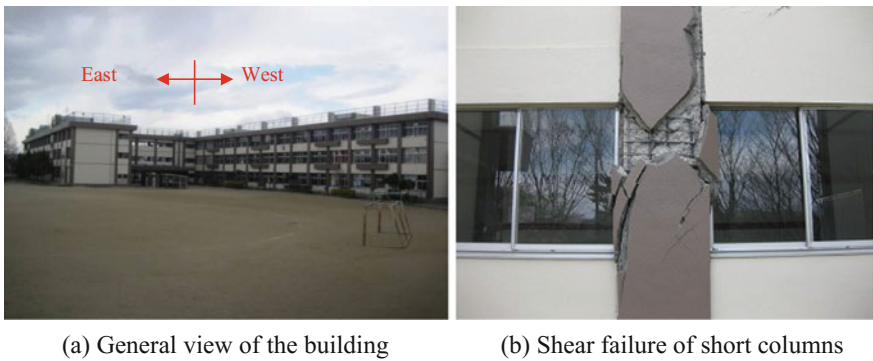 East West
(a) General view of the building
(b) Shear failure of short columns